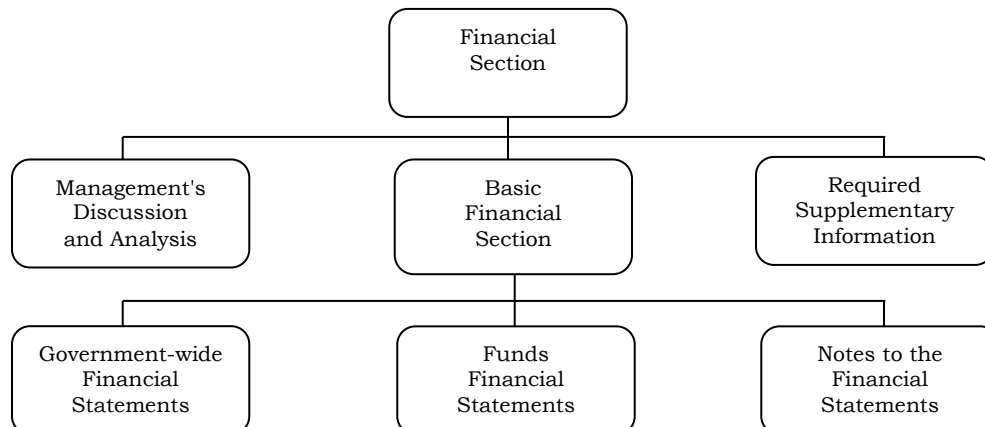 Financial
Section
Management's
Discussion
and Analysis
Basic
Financial
Section
Required
Supplementary
Information
Government-wide
Financial
Statements
Funds
Financial
Statements
Notes to the
Financial
Statements